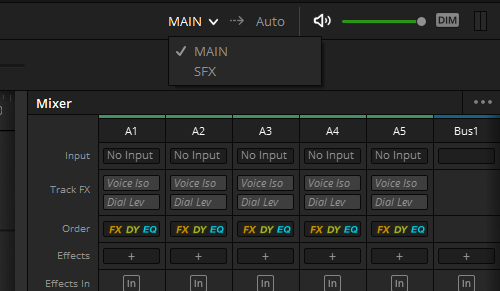 MAIN Auto DIM
MAIN
SFX
Mixer
A1 A2 A3 A4 A5 Bus1
Input No Input No Input No Input No Input No Input
Track FX Voice Iso Voice Iso Voice Iso Voice Iso Voice Iso
Dial Lev Dial Lev Dial Lev Dial Lev Dial Lev
Order FX DY EQ FX DY EQ FX DY EQ FX DY EQ FX DY EQ
Effects + + + + + +
Effects In In In In In In In